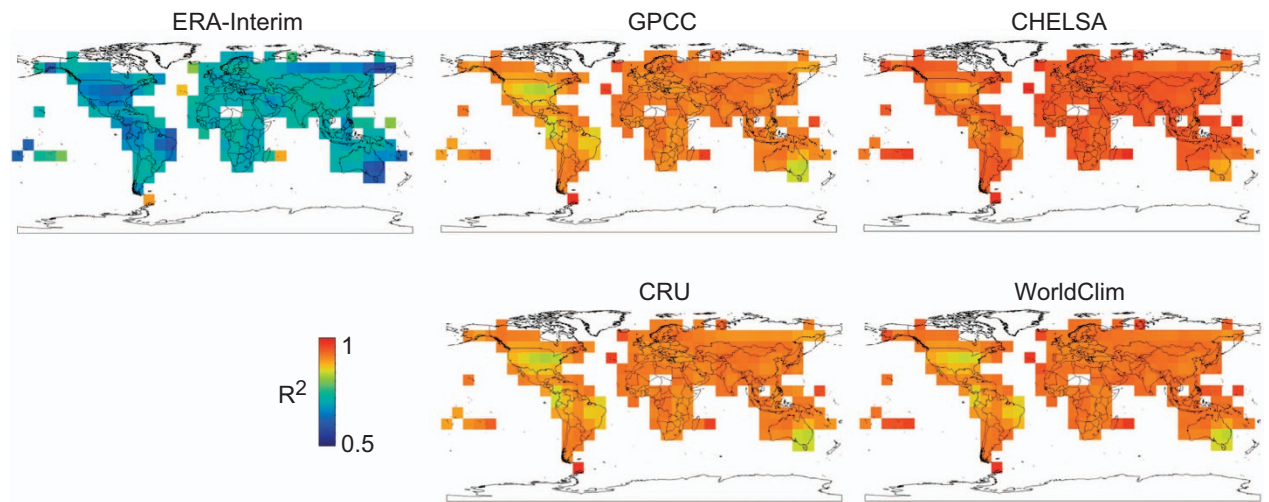 ERA-Interim
GPCC
CHELSA
CRU
WorldClim
R²
1
0.5